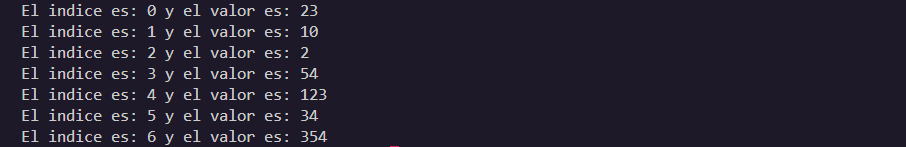 El indice es: 0 y el valor es: 23
El indice es: 1 y el valor es: 10
El indice es: 2 y el valor es: 2
El indice es: 3 y el valor es: 54
El indice es: 4 y el valor es: 123
El indice es: 5 y el valor es: 34
El indice es: 6 y el valor es: 354